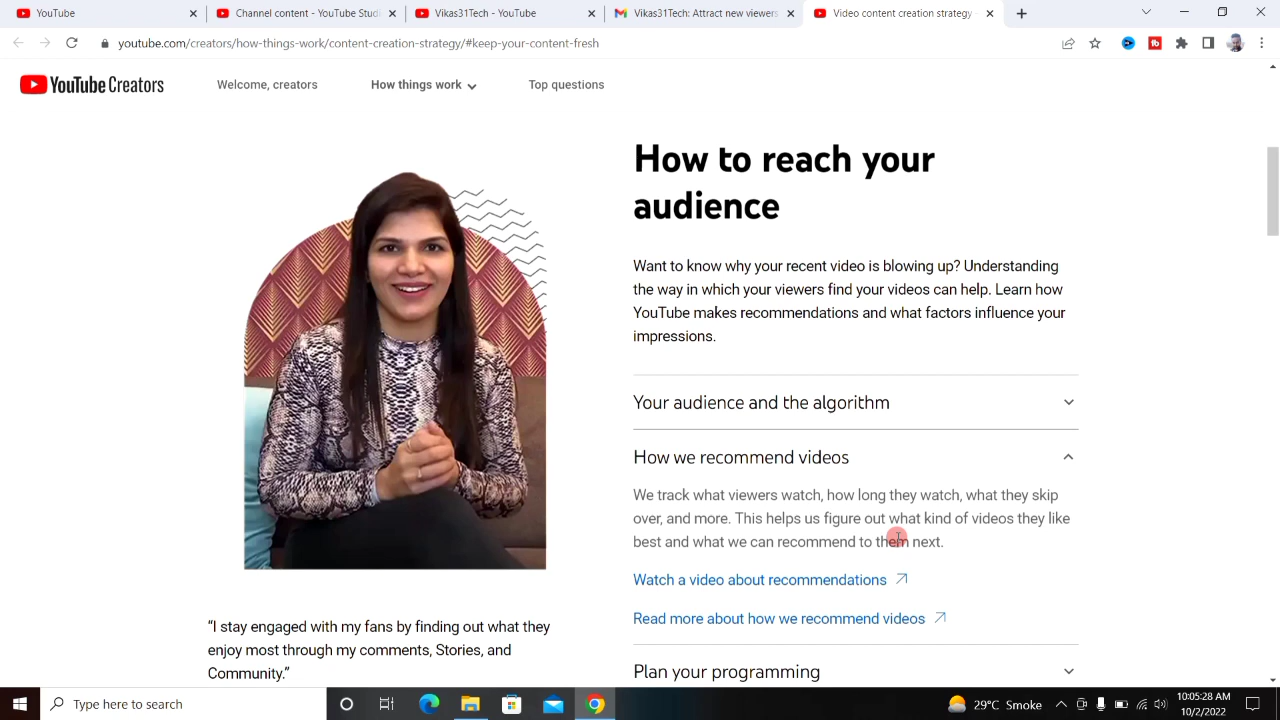 YouTube
Channel content - YouTube Studi
Vikas31Tech - YouTube
Vikas31Tech: Attract new viewers
Video content creation strategy -
youtube.com/creators/how-things-work/content-creation-strategy/#keep-your-content-fresh
YouTube Creators
Welcome, creators
How things work
Top questions
How to reach your
audience
Want to know why your recent video is blowing up? Understanding
the way in which your viewers find your videos can help. Learn how
YouTube makes recommendations and what factors influence your
impressions.
Your audience and the algorithm
How we recommend videos
We track what viewers watch, how long they watch, what they skip
over, and more. This helps us figure out what kind of videos they like
best and what we can recommend to them next.
Watch a video about recommendations
Read more about how we recommend videos
Plan your programming
“I stay engaged with my fans by finding out what they
enjoy most through my comments, Stories, and
Community.”
Type here to search
29°C Smoke
10:05:28 AM
10/2/2022